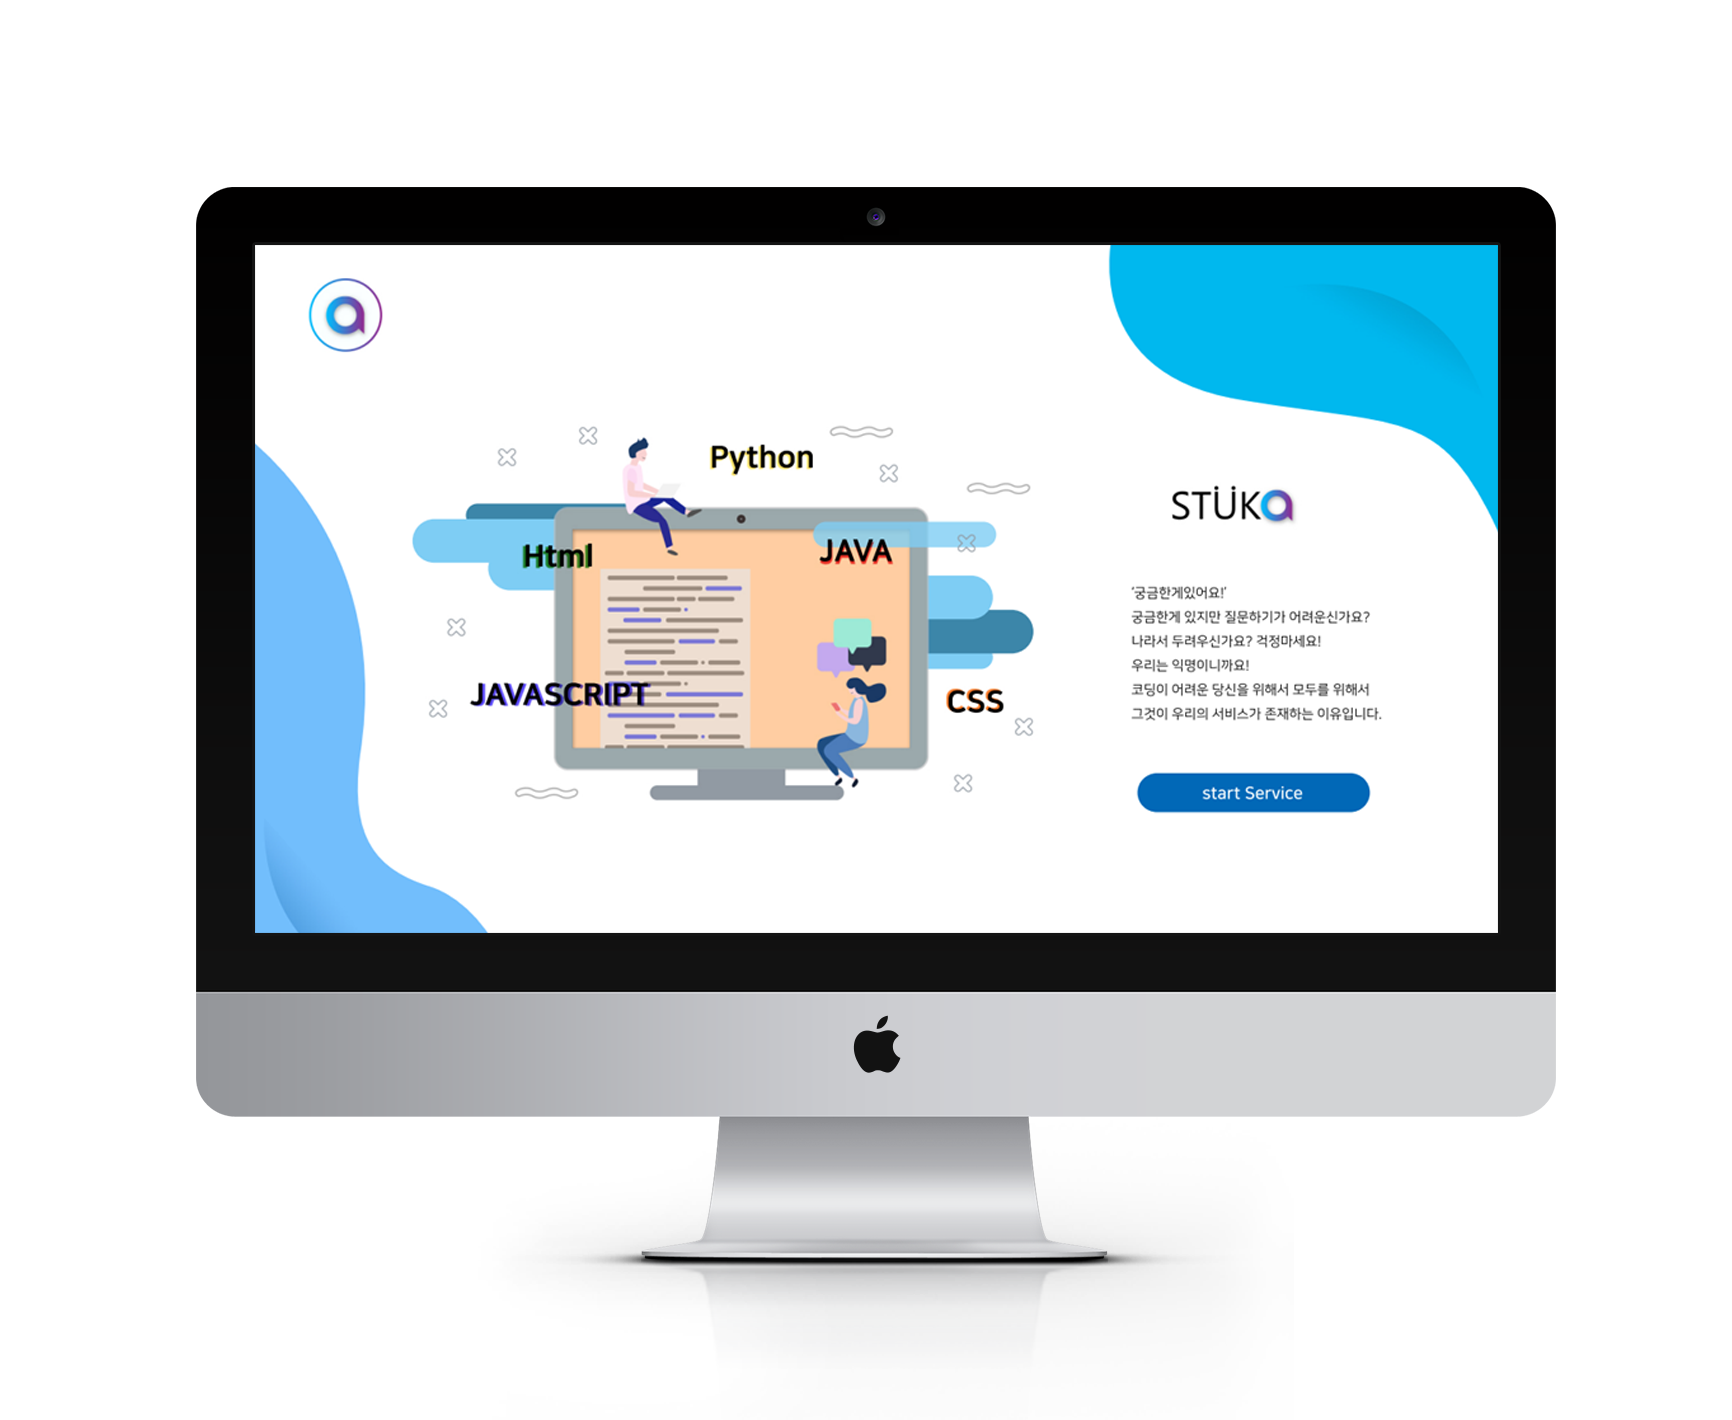 Python
Html
JAVA
JAVASCRIPT
CSS
STÜKa
‘궁금한게있어요!’
궁금한게 있지만 질문하기가 어려운신가요?
나라서 두려우신가요? 걱정마세요!
우리는 익명이니까요!
코딩이 어려운 당신을 위해서 모두를 위해서
그것이 우리의 서비스가 존재하는 이유입니다.
start Service